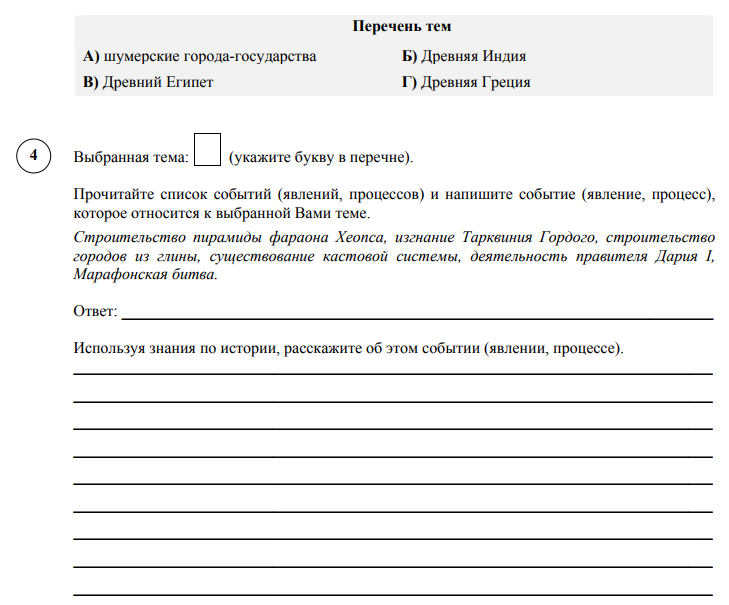 Перечень тем
А) шумерские города-государства Б) Древняя Индия
В) Древний Египет Г) Древняя Греция
4 Выбранная тема: (укажите букву в перечне).
Прочитайте список событий (явлений, процессов) и напишите событие (явление, процесс),
которое относится к выбранной Вами теме.
Строительство пирамиды фараона Хеопса, изгнание Тарквиния Гордого, строительство
городов из глины, существование кастовой системы, деятельность правителя Дария I,
Марафонская битва.
Ответ:
Используя знания по истории, расскажите об этом событии (явлении, процессе).